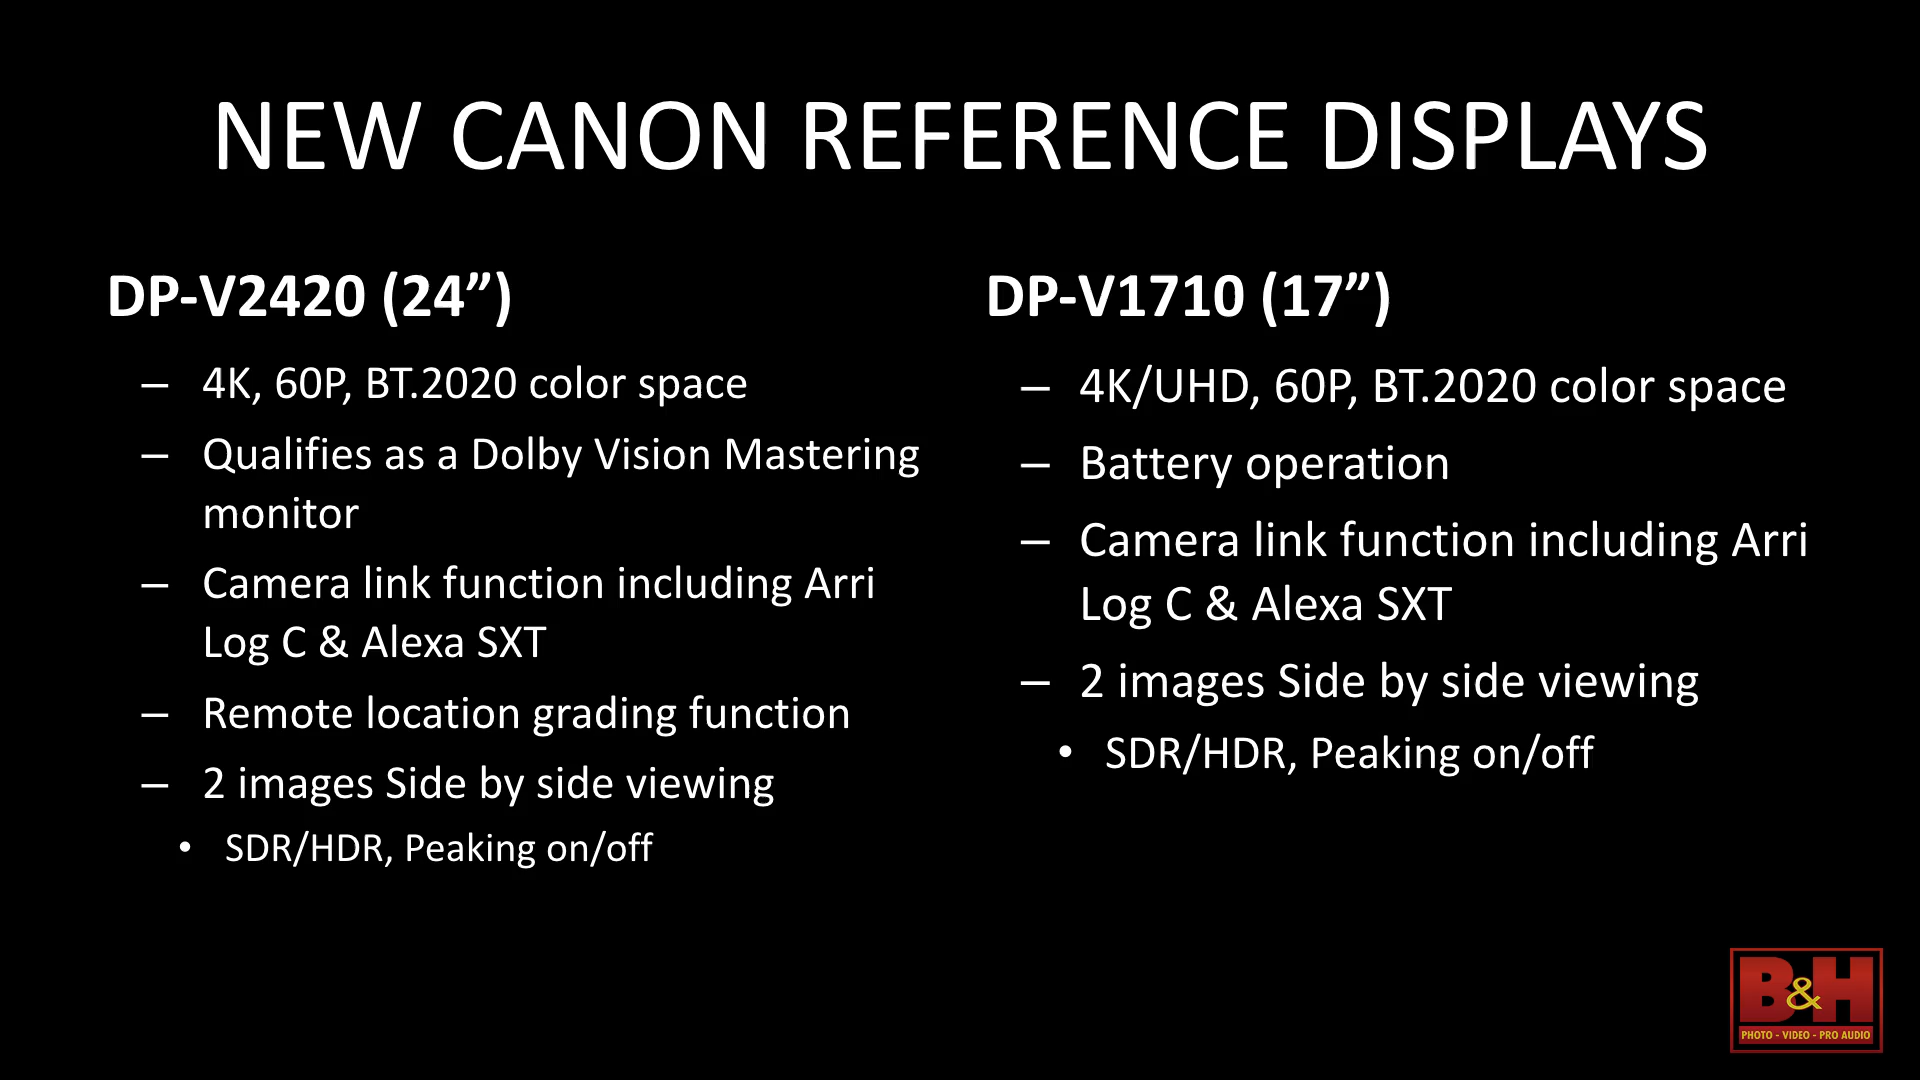 NEW CANON REFERENCE DISPLAYS
DP-V2420 (24”)
– 4K, 60P, BT.2020 color space
– Qualifies as a Dolby Vision Mastering
monitor
– Camera link function including Arri
Log C & Alexa SXT
– Remote location grading function
– 2 images Side by side viewing
• SDR/HDR, Peaking on/off
DP-V1710 (17”)
– 4K/UHD, 60P, BT.2020 color space
– Battery operation
– Camera link function including Arri
Log C & Alexa SXT
– 2 images Side by side viewing
• SDR/HDR, Peaking on/off
B&H
PHOTO - VIDEO - PRO AUDIO